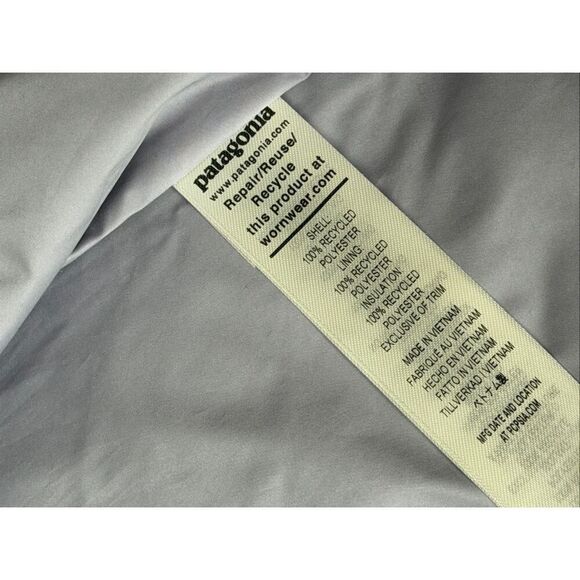 patagonia
www.patagonia.com
Repair/Reuse/
Recycle
this product at
wornwear.com
SHELL
100% RECYCLED
POLYESTER
LINING:
100% RECYCLED
POLYESTER
INSULATION
100% RECYCLED
POLYESTER
EXCLUSIVE OF TRIM
MADE IN VIETNAM
FABRIQUÉ AU VIETNAM
HECHO EN VIETNAM
FATTO IN VIETNAM
TILLVERKAD I VIETNAM
ベトナム製
MFG DATE AND LOCATION
AT PCPSIA.COM